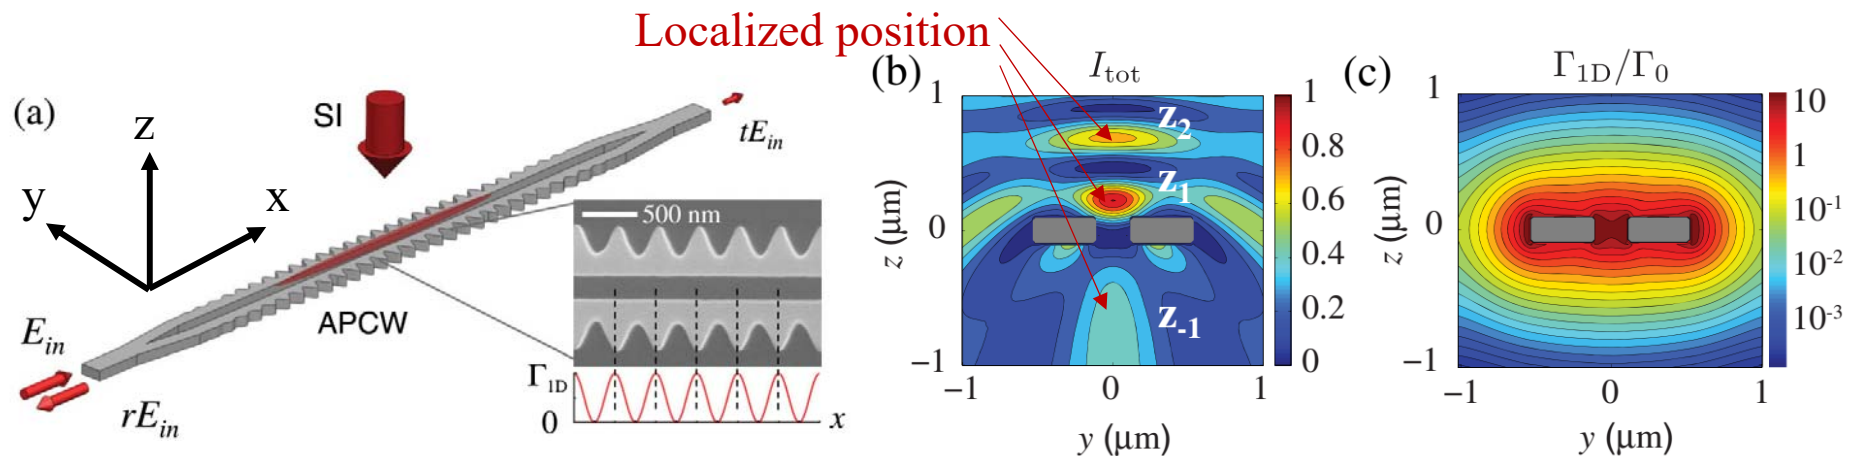 Localized position
(a)
z
y
x
SI
tE_in
500 nm
APCW
E_in
rE_in
Γ_1D
0
x
(b)
I_tot
1
0
−1
z (μm)
z_2
z_1
z_-1
−1
0
1
y (μm)
1
0.8
0.6
0.4
0.2
0
(c)
Γ_1D/Γ_0
1
0
−1
z (μm)
−1
0
1
y (μm)
10
1
10^-1
10^-2
10^-3